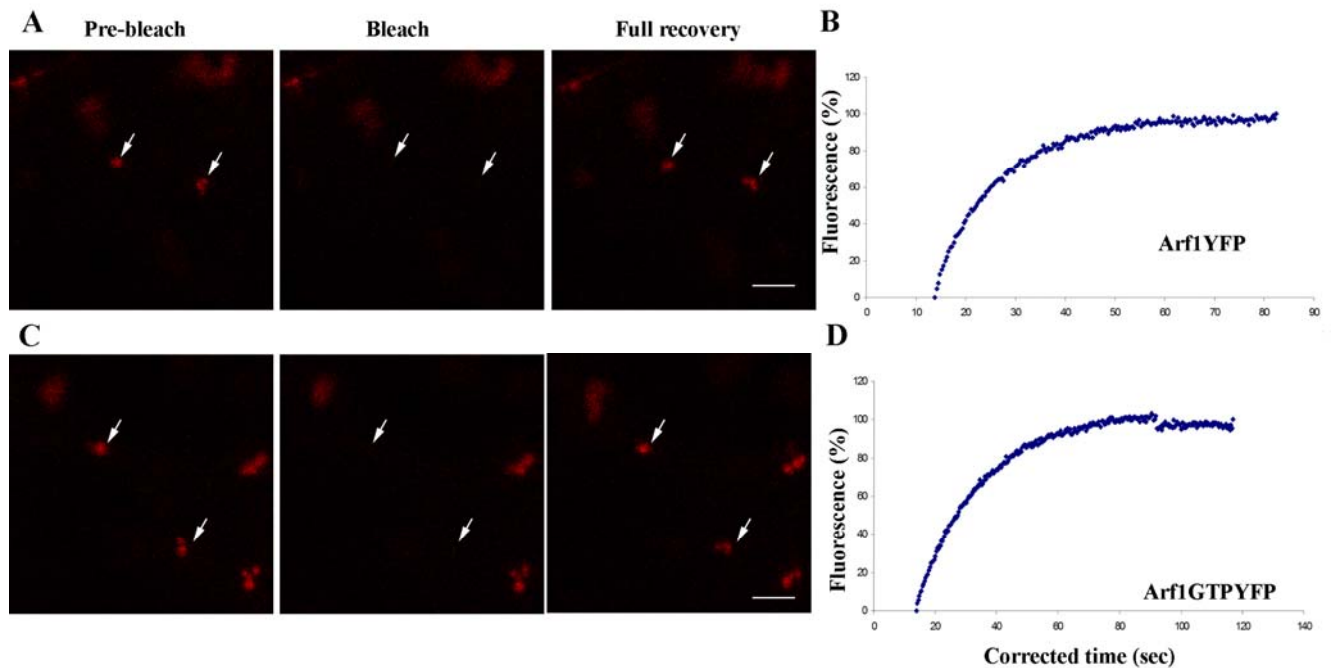 A
Pre-bleach
Bleach
Full recovery
B
Fluorescence (%)
120
100
80
60
40
20
0
0 10 20 30 40 50 60 70 80 90
Arf1YFP
C
D
Fluorescence (%)
120
100
80
60
40
20
0
0 20 40 60 80 100 120 140
Arf1GTPYFP
Corrected time (sec)